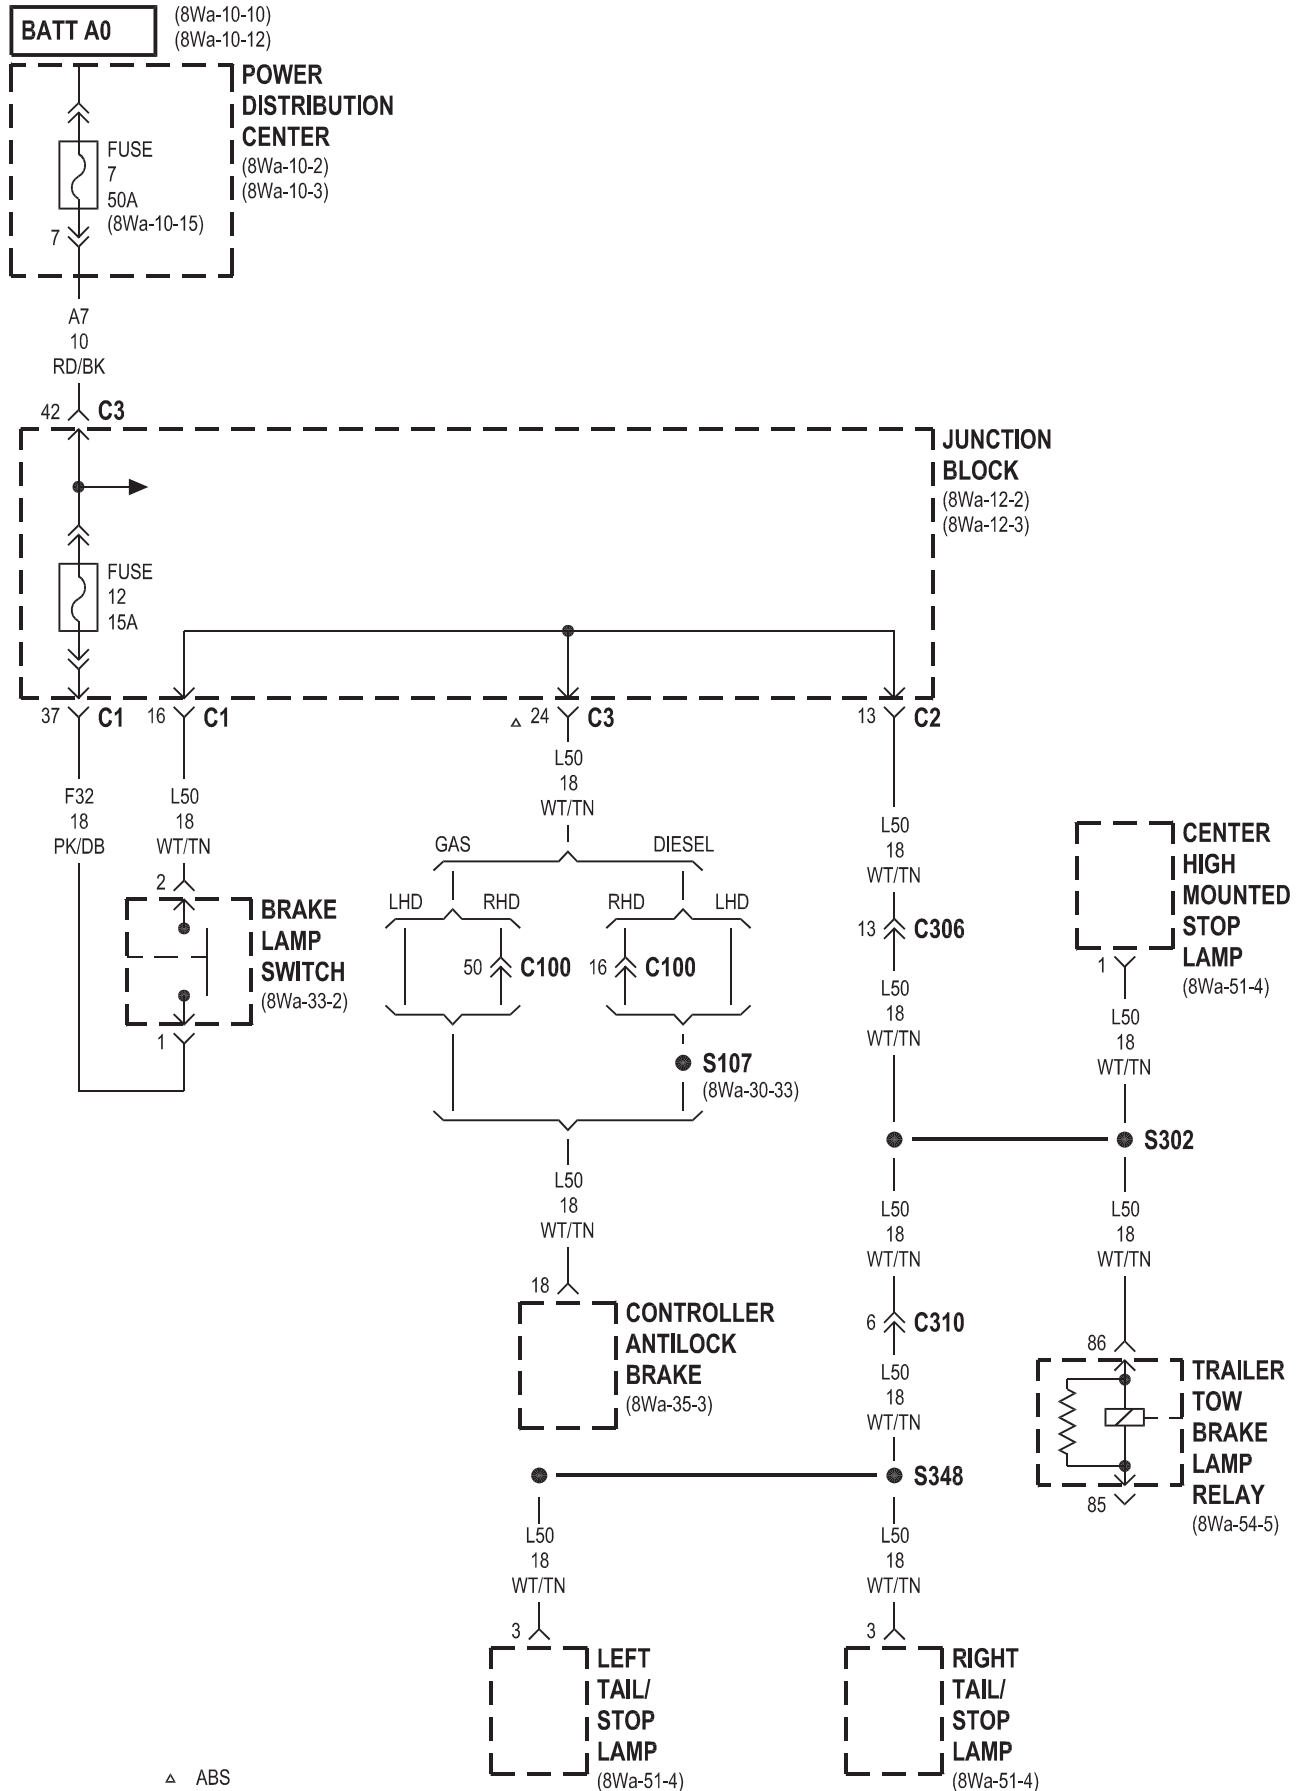 BATT A0
(8Wa-10-10)
(8Wa-10-12)
POWER
DISTRIBUTION
CENTER
(8Wa-10-2)
(8Wa-10-3)
FUSE
7
50A
(8Wa-10-15)
7
A7
10
RD/BK
42
C3
JUNCTION
BLOCK
(8Wa-12-2)
(8Wa-12-3)
FUSE
12
15A
37
C1
16
C1
△
24
C3
13
C2
F32
18
PK/DB
L50
18
WT/TN
L50
18
WT/TN
L50
18
WT/TN
2
BRAKE
LAMP
SWITCH
(8Wa-33-2)
1
GAS
DIESEL
LHD
RHD
RHD
LHD
50
C100
16
C100
S107
(8Wa-30-33)
13
C306
L50
18
WT/TN
CENTER
HIGH
MOUNTED
STOP
LAMP
(8Wa-51-4)
1
L50
18
WT/TN
S302
L50
18
WT/TN
L50
18
WT/TN
L50
18
WT/TN
18
CONTROLLER
ANTILOCK
BRAKE
(8Wa-35-3)
6
C310
L50
18
WT/TN
86
TRAILER
TOW
BRAKE
LAMP
RELAY
(8Wa-54-5)
85
S348
L50
18
WT/TN
L50
18
WT/TN
3
LEFT
TAIL/
STOP
LAMP
(8Wa-51-4)
3
RIGHT
TAIL/
STOP
LAMP
(8Wa-51-4)
△ ABS